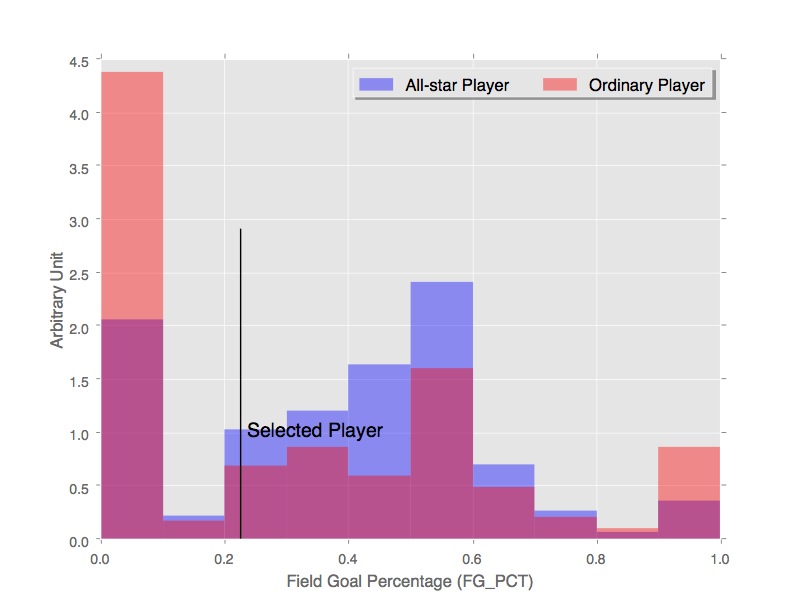 4.5
4.0
3.5
3.0
2.5
2.0
1.5
1.0
0.5
0.0
Arbitrary Unit
All-star Player Ordinary Player
Selected Player
0.0 0.2 0.4 0.6 0.8 1.0
Field Goal Percentage (FG_PCT)